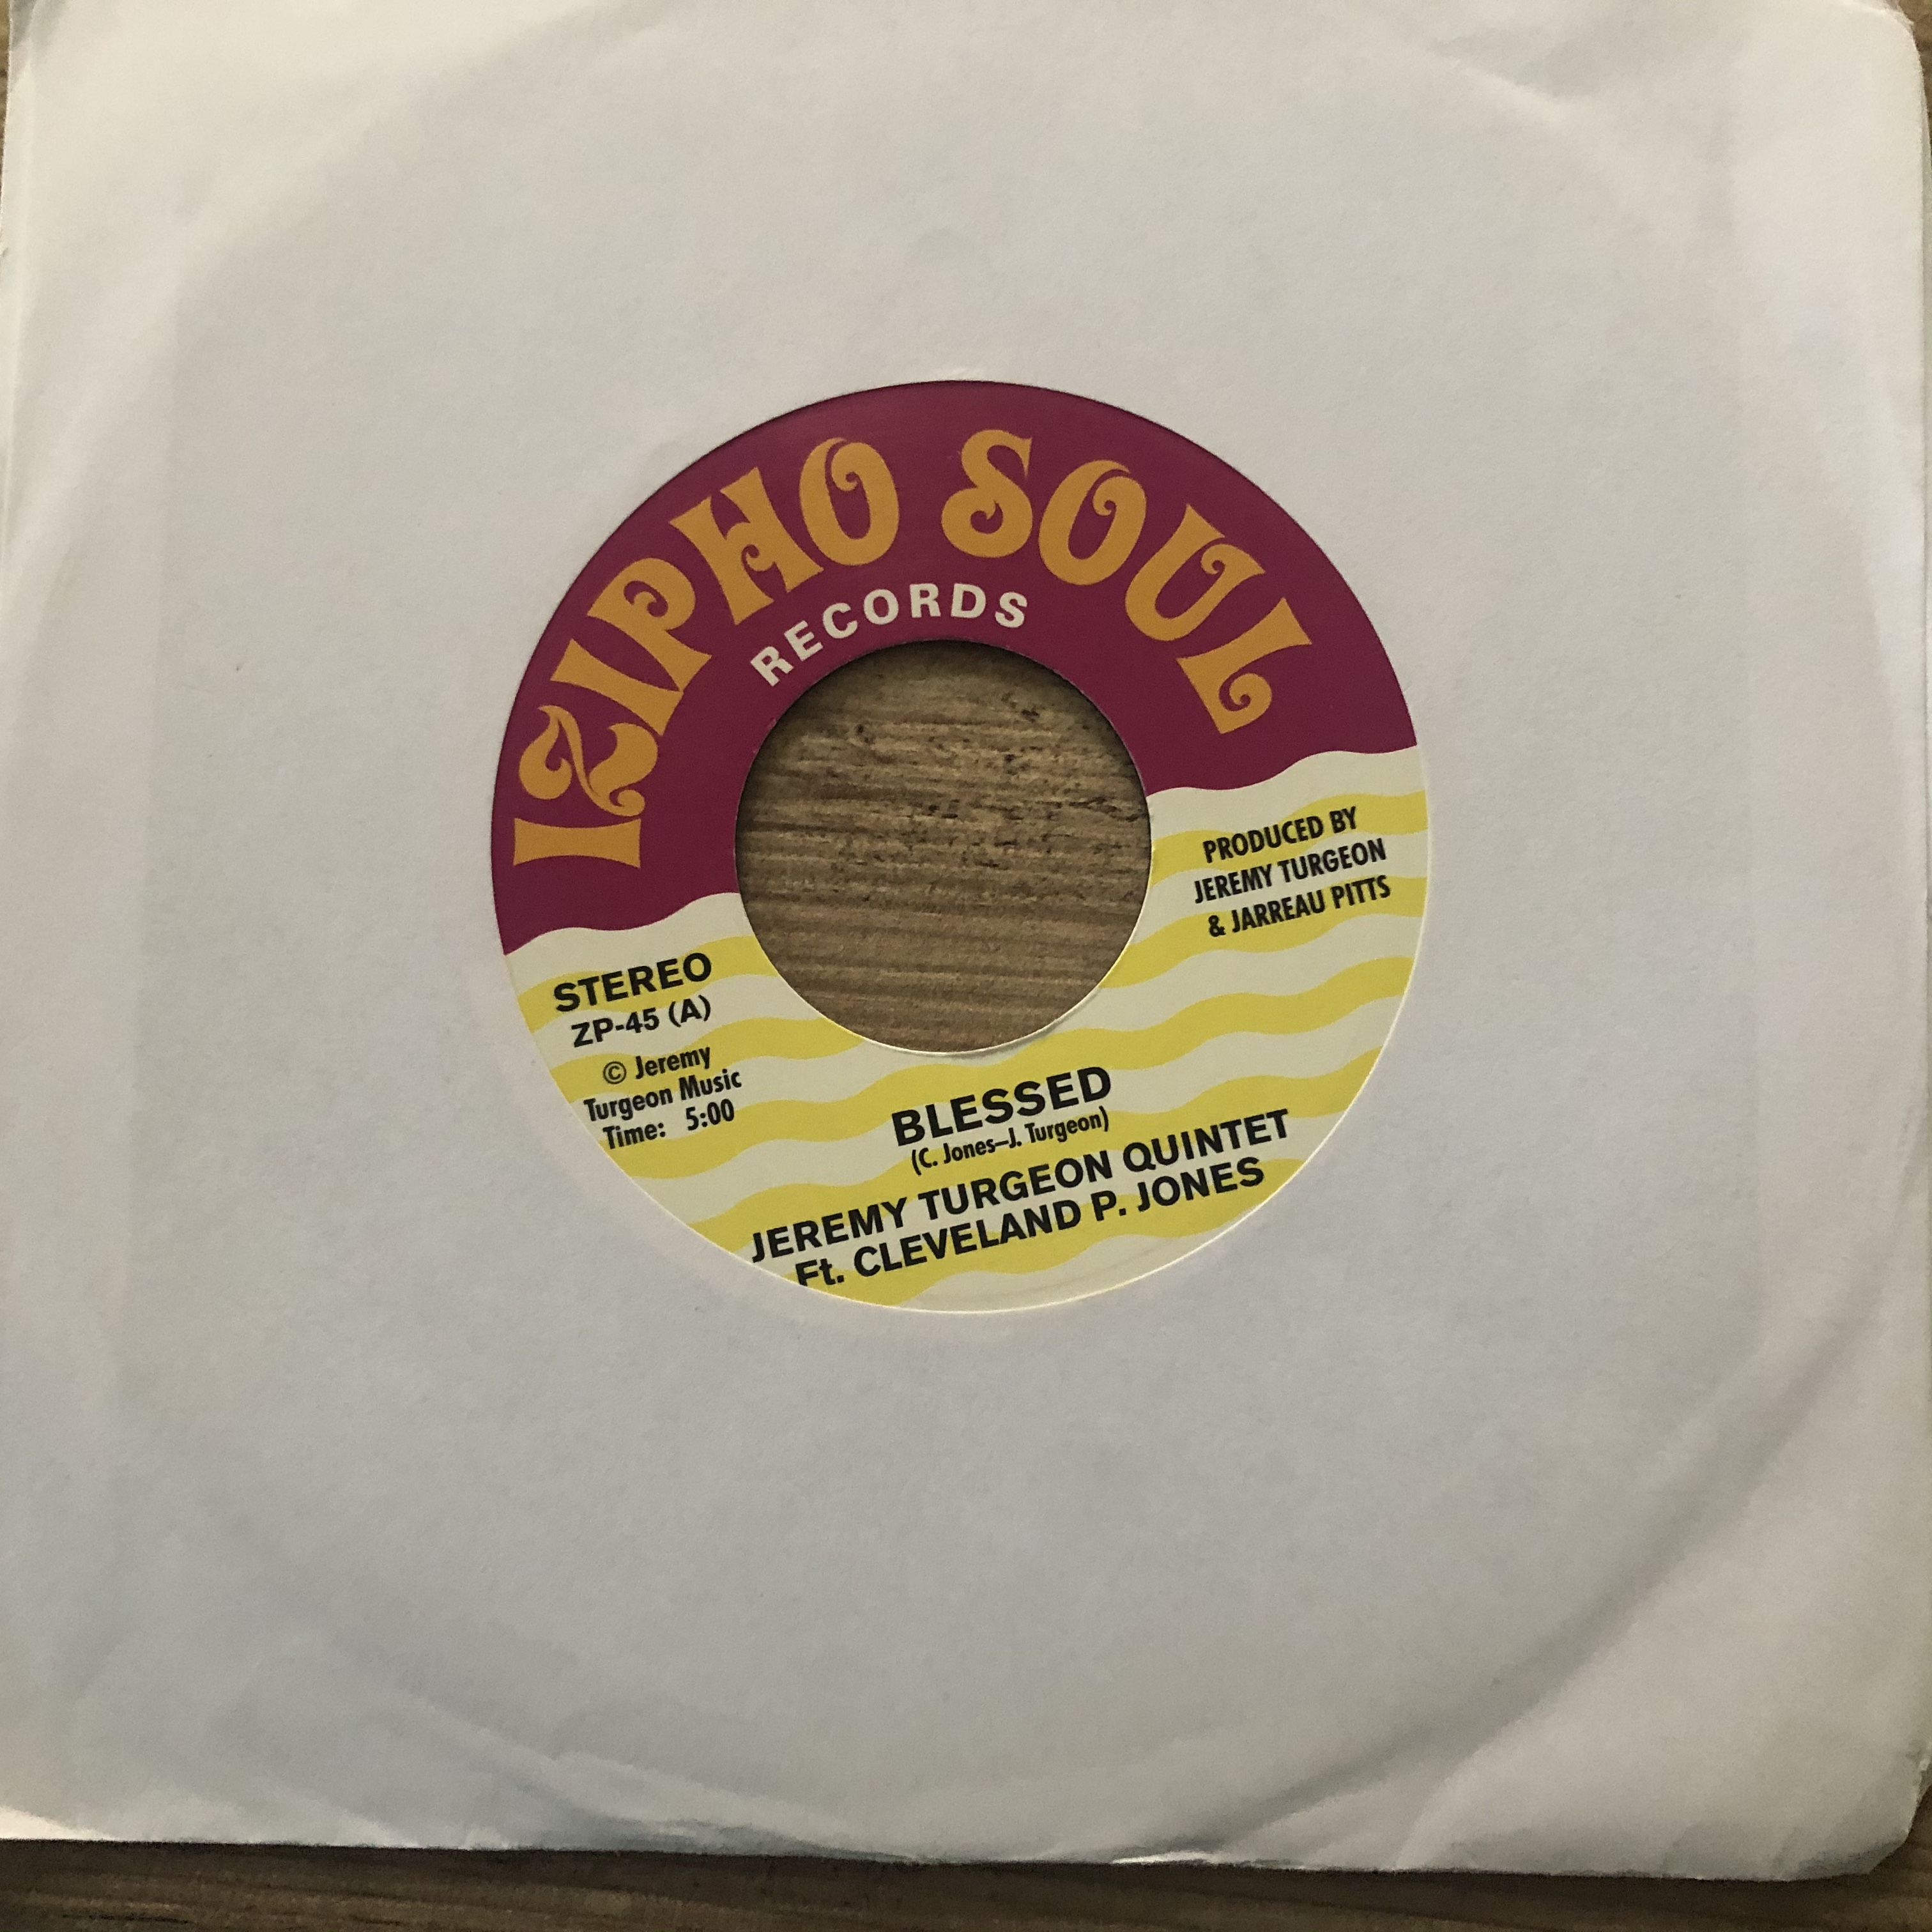 IZIPHO SOUL
RECORDS
PRODUCED BY
JEREMY TURGEON
& JARREAU PITTS
STEREO
ZP-45 (A)
© Jeremy
Turgeon Music
Time: 5:00
BLESSED
(C. Jones–J. Turgeon)
JEREMY TURGEON QUINTET
Ft. CLEVELAND P. JONES